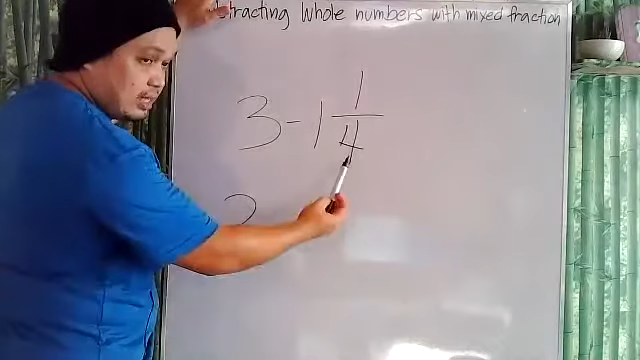 tracting whole numbers with mixed fraction
3 - 1 1/4
2